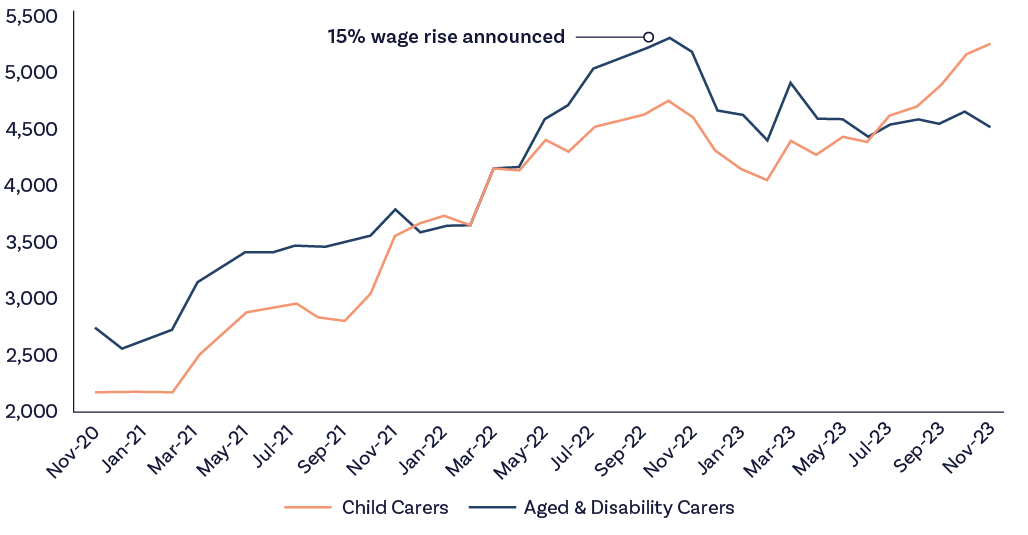 5,500
15% wage rise announced
5,000
4,500
4,000
3,500
3,000
2,500
2,000
Nov-20
Jan-21
Mar-21
May-21
Jul-21
Sep-21
Nov-21
Jan-22
Mar-22
May-22
Jul-22
Sep-22
Nov-22
Jan-23
Mar-23
May-23
Jul-23
Sep-23
Nov-23
Child Carers
Aged & Disability Carers